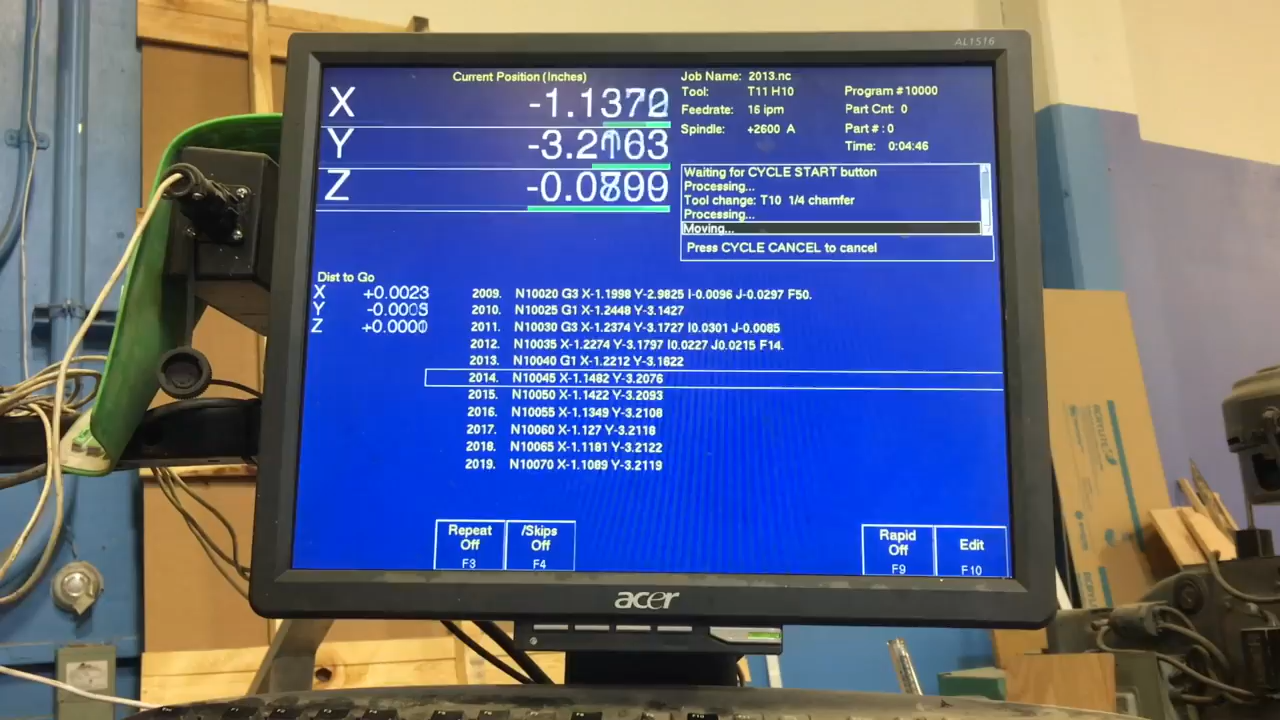 AL1516
Current Position (Inches)
X
Y
Z
-3.2
-0.0
Job Name: 2013.nc
Tool: T11 H10
Feedrate: 16 ipm
Spindle: +2600 A
Program #10000
Part Cnt: 0
Part #: 0
Time: 0:04:46
Waiting for CYCLE START button
Processing...
Tool change: T10 1/4 chamfer
Processing...
Moving...
Press CYCLE CANCEL to cancel
Dist to Go
X +0.0023
Y
Z +0.0000
2009. N10020 G3 X-1.1998 Y-2.9825 I-0.0096 J-0.0297 F50.
2010. N10025 G1 X-1.2448 Y-3.1427
2011. N10030 G3 X-1.2374 Y-3.1727 I0.0301 J-0.0085
2012. N10035 X-1.2274 Y-3.1797 I0.0227 J0.0215 F14.
2013. N10040 G1 X-1.2212 Y-3.1822
2014. N10045 X-1.1482 Y-3.2076
2015. N10050 X-1.1422 Y-3.2093
2016. N10055 X-1.1349 Y-3.2108
2017. N10060 X-1.127 Y-3.2118
2018. N10065 X-1.1181 Y-3.2122
2019. N10070 X-1.1089 Y-3.2119
Repeat
Off
F3
/Skips
Off
F4
Rapid
Off
F9
Edit
F10
acer